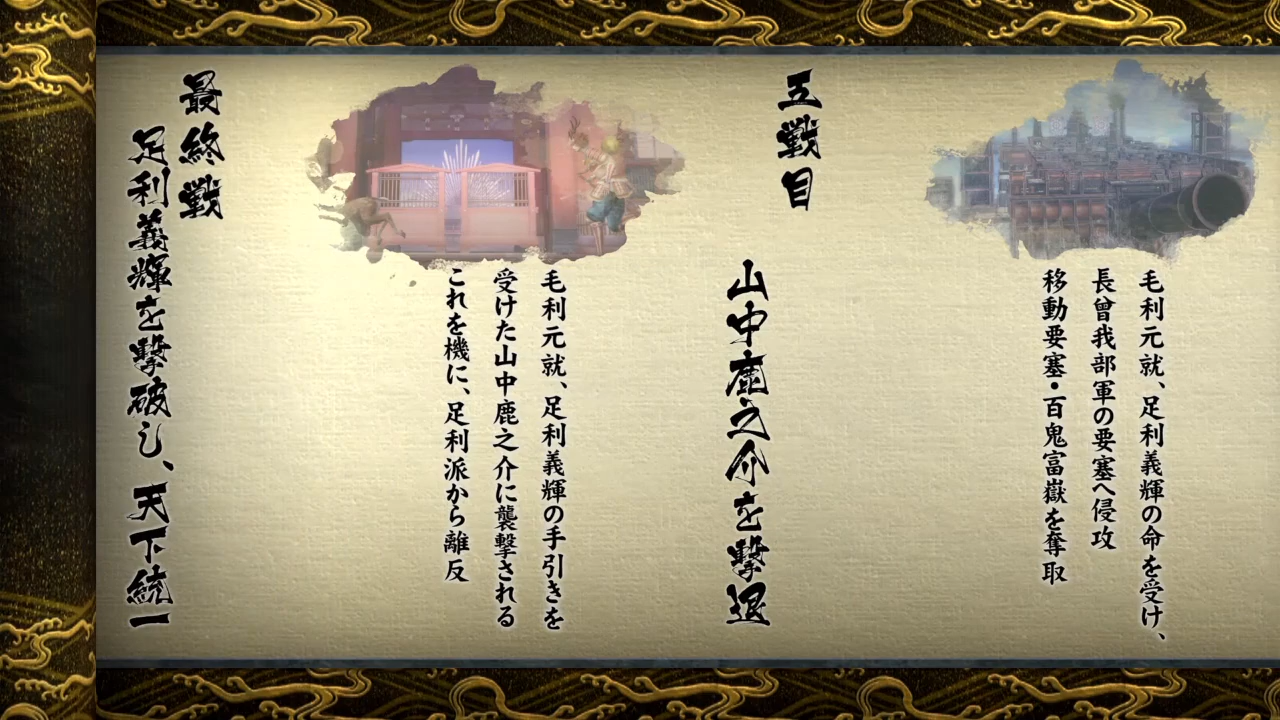 毛利元就、足利義輝の命を受け、
長曾我部軍の要塞へ侵攻
移動要塞・百鬼富嶽を奪取
五戦目
山中鹿之介を撃退
毛利元就、足利義輝の手引きを
受けた山中鹿之介に襲撃される
これを機に、足利派から離反
最終戦
足利義輝を撃破し、天下統一